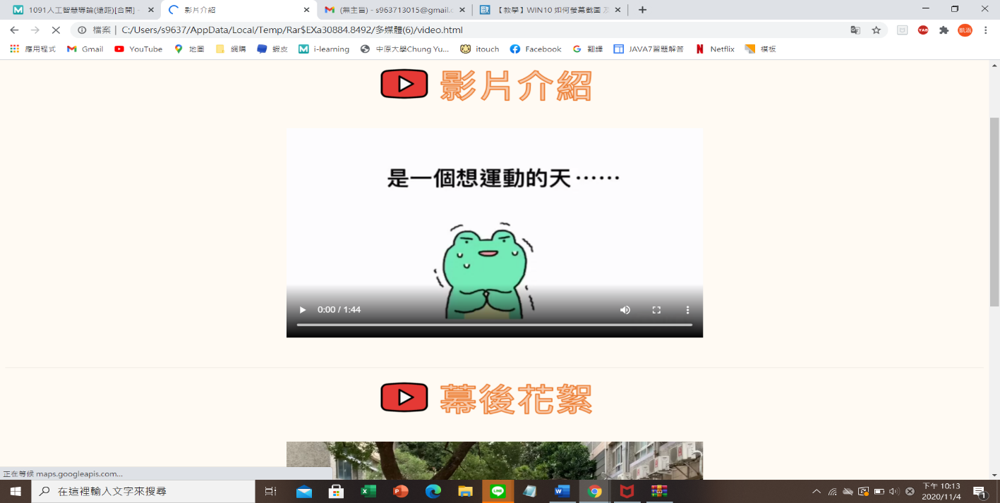 1091人工智慧導論(遠距)[合開] -
影片介紹
(無主旨) - s963713015@gmail.c
【教學】WIN10 如何螢幕截圖 及
檔案 | C:/Users/s9637/AppData/Local/Temp/Rar$EXa30884.8492/多媒體(6)/video.html
YAB
凱涵
應用程式
Gmail
YouTube
地圖
網購
蝦皮
i-learning
中原大學Chung Yu...
itouch
Facebook
翻譯
JAVA7習題解答
Netflix
模板
影片介紹
是一個想運動的天⋯⋯
0:00 / 1:44
幕後花絮
正在等候 maps.googleapis.com...
在這裡輸入文字來搜尋
下午 10:13
2020/11/4
1